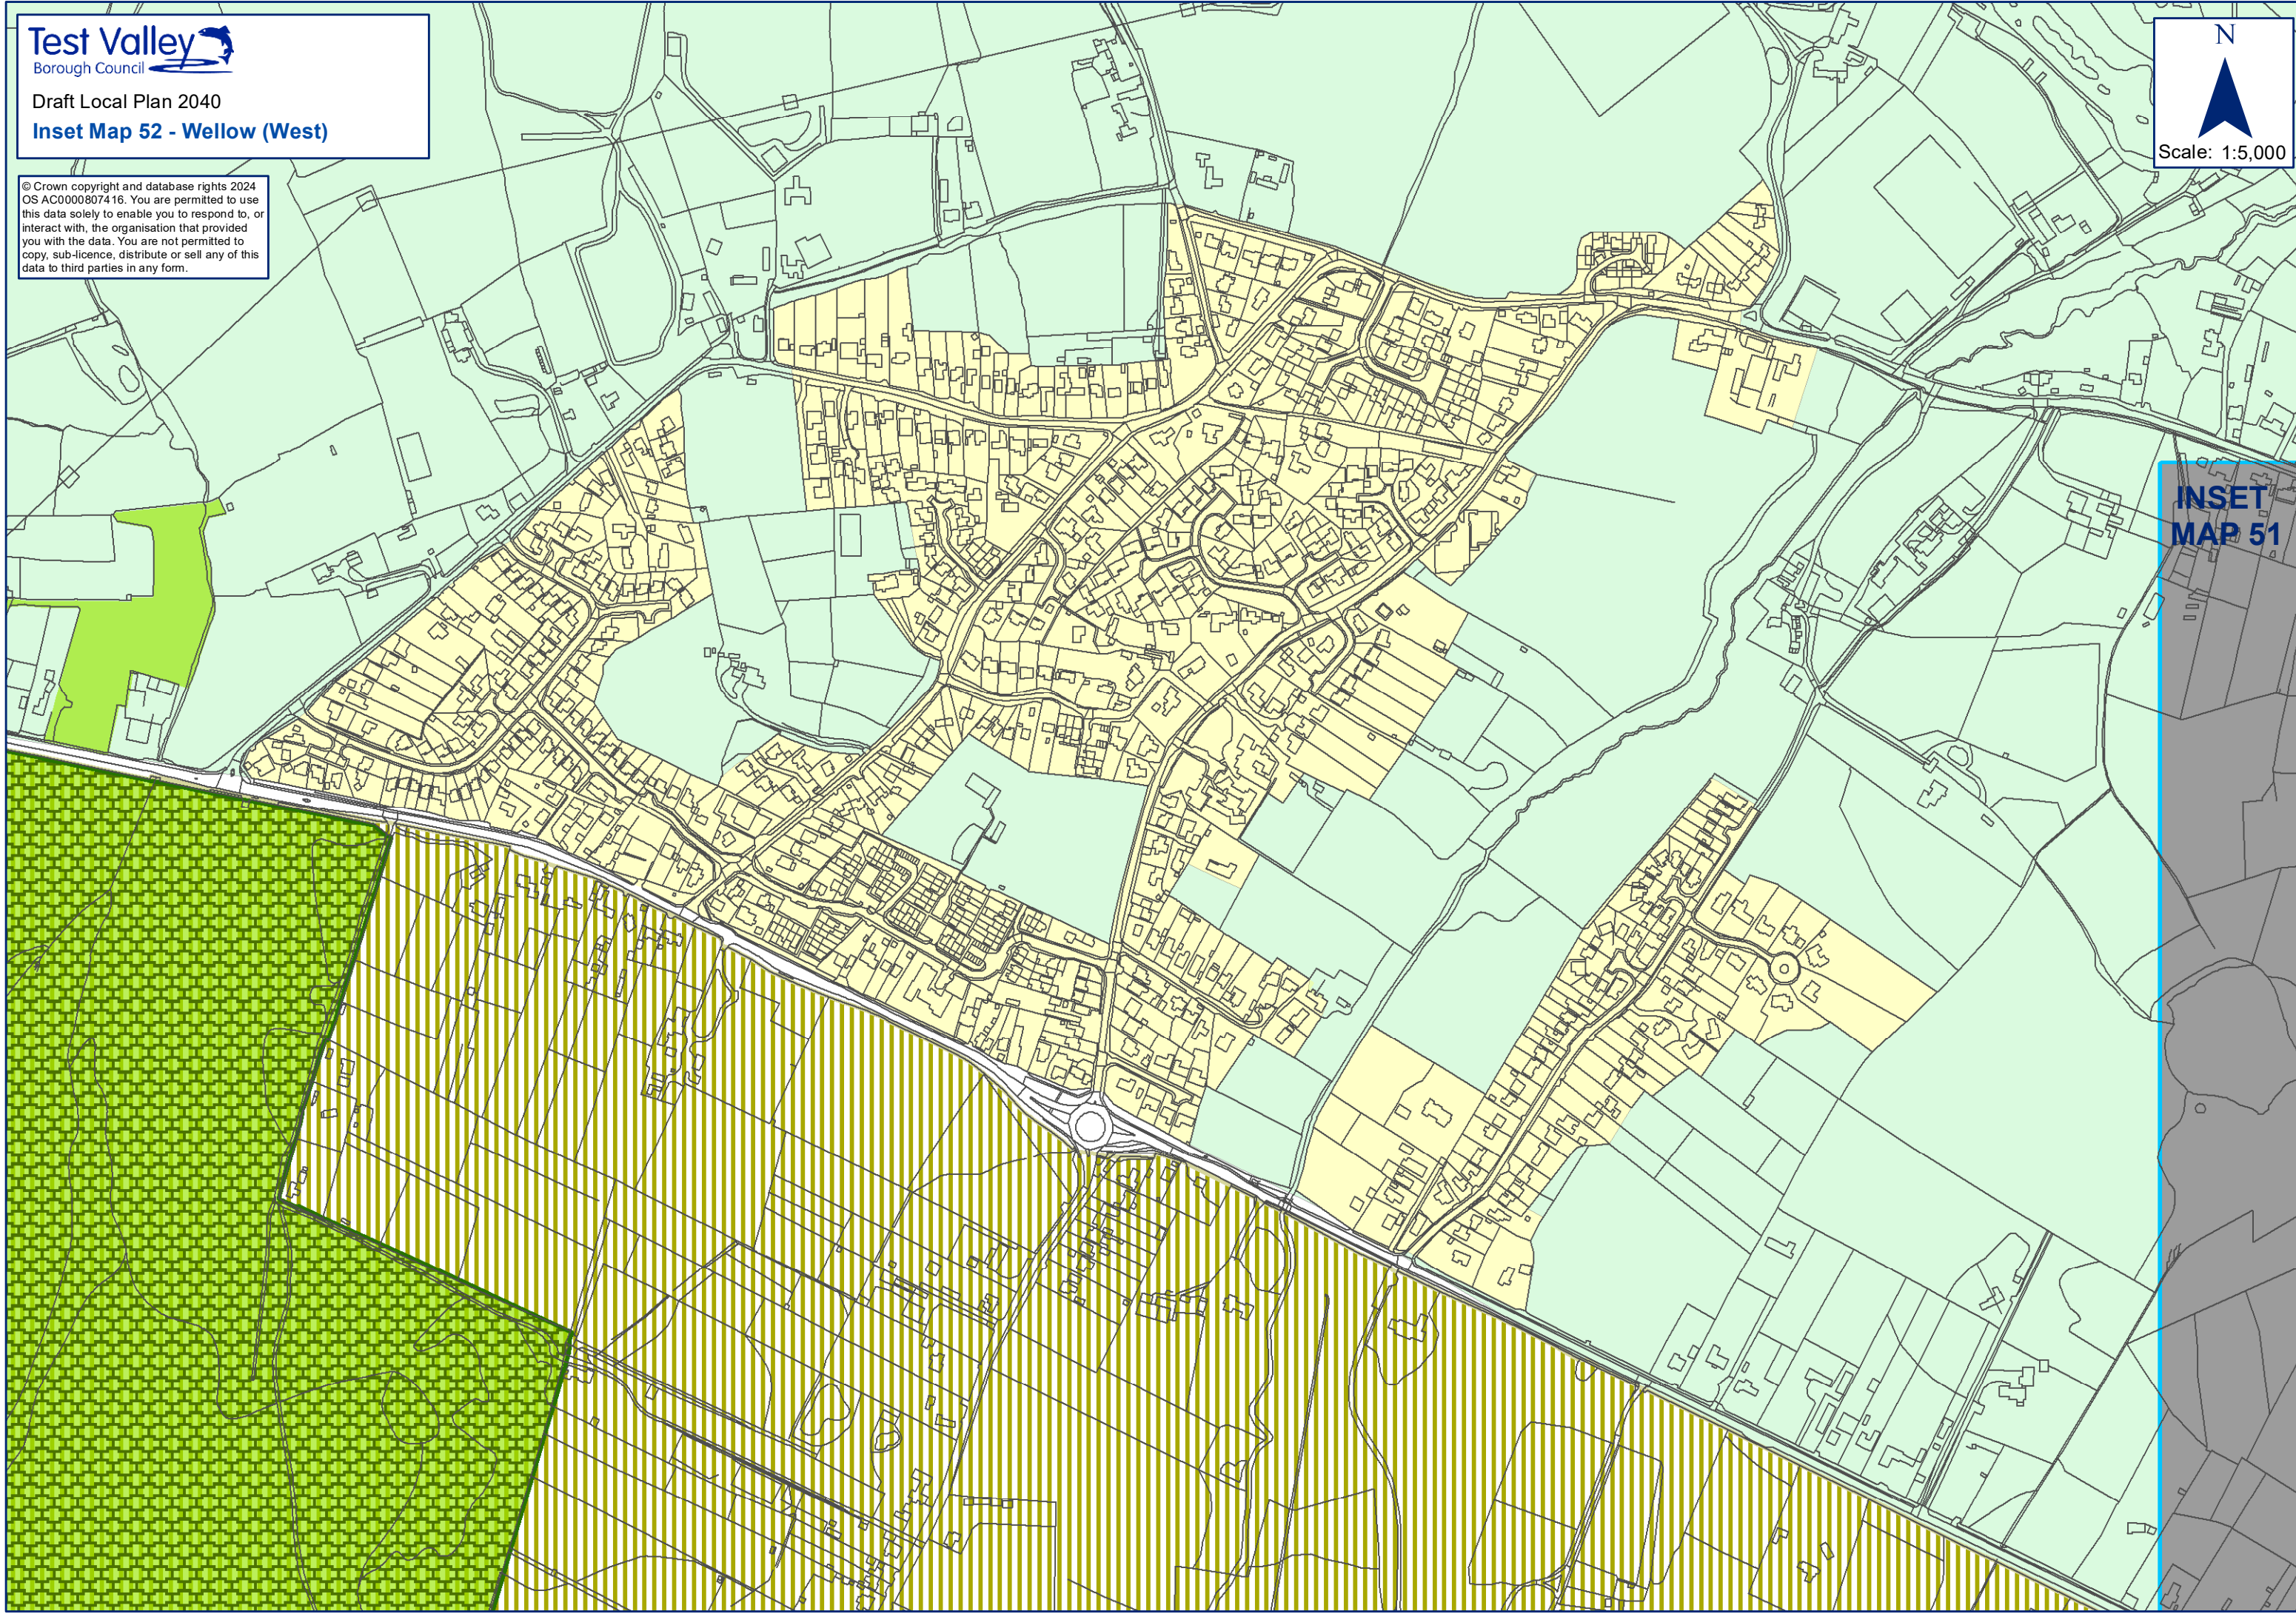 Test Valley
Borough Council
Draft Local Plan 2040
Inset Map 52 - Wellow (West)
© Crown copyright and database rights 2024
OS AC0000807416. You are permitted to use
this data solely to enable you to respond to, or
interact with, the organisation that provided
you with the data. You are not permitted to
copy, sub-licence, distribute or sell any of this
data to third parties in any form.
N
Scale: 1:5,000
INSET
MAP 51